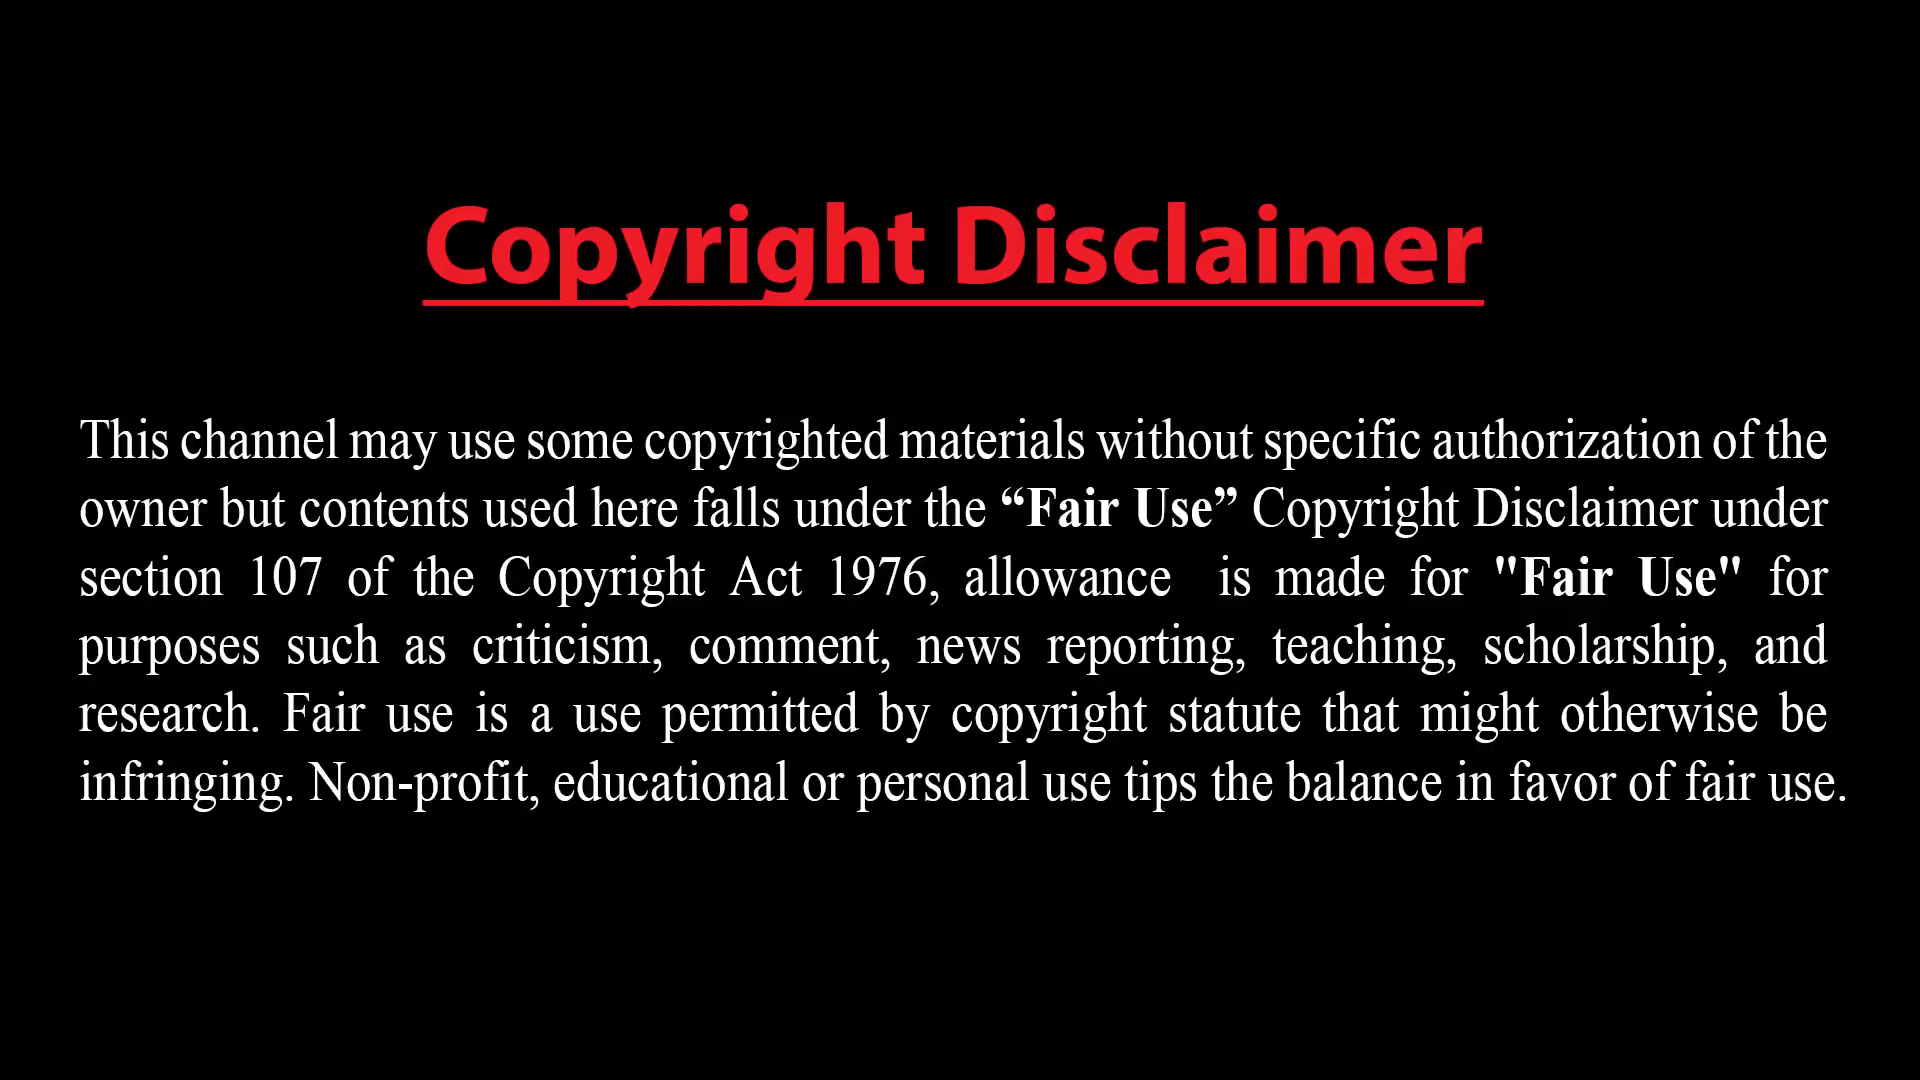 Copyright Disclaimer
This channel may use some copyrighted materials without specific authorization of the
owner but contents used here falls under the “Fair Use” Copyright Disclaimer under
section 107 of the Copyright Act 1976, allowance is made for "Fair Use" for
purposes such as criticism, comment, news reporting, teaching, scholarship, and
research. Fair use is a use permitted by copyright statute that might otherwise be
infringing. Non-profit, educational or personal use tips the balance in favor of fair use.